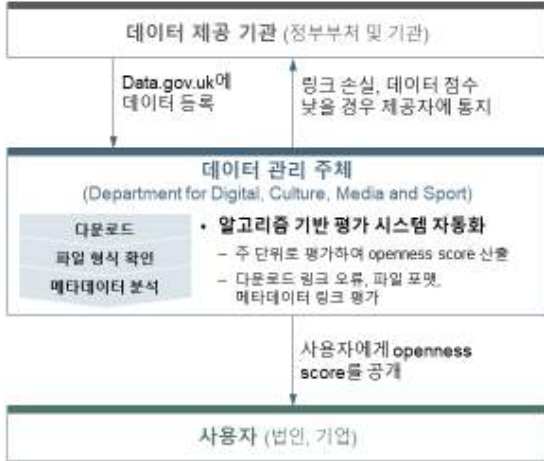 데이터 제공 기관 (정부부처 및 기관)
Data.gov.uk에
데이터 등록
링크 손실, 데이터 점수
낮을 경우 제공자에 통지
데이터 관리 주체
(Department for Digital, Culture, Media and Sport)
다운로드
파일 형식 확인
메타데이터 분석
• 알고리즘 기반 평가 시스템 자동화
– 주 단위로 평가하여 openness score 산출
– 다운로드 링크 오류, 파일 포맷,
메타데이터 링크 평가
사용자에게 openness
score를 공개
사용자 (법인, 기업)